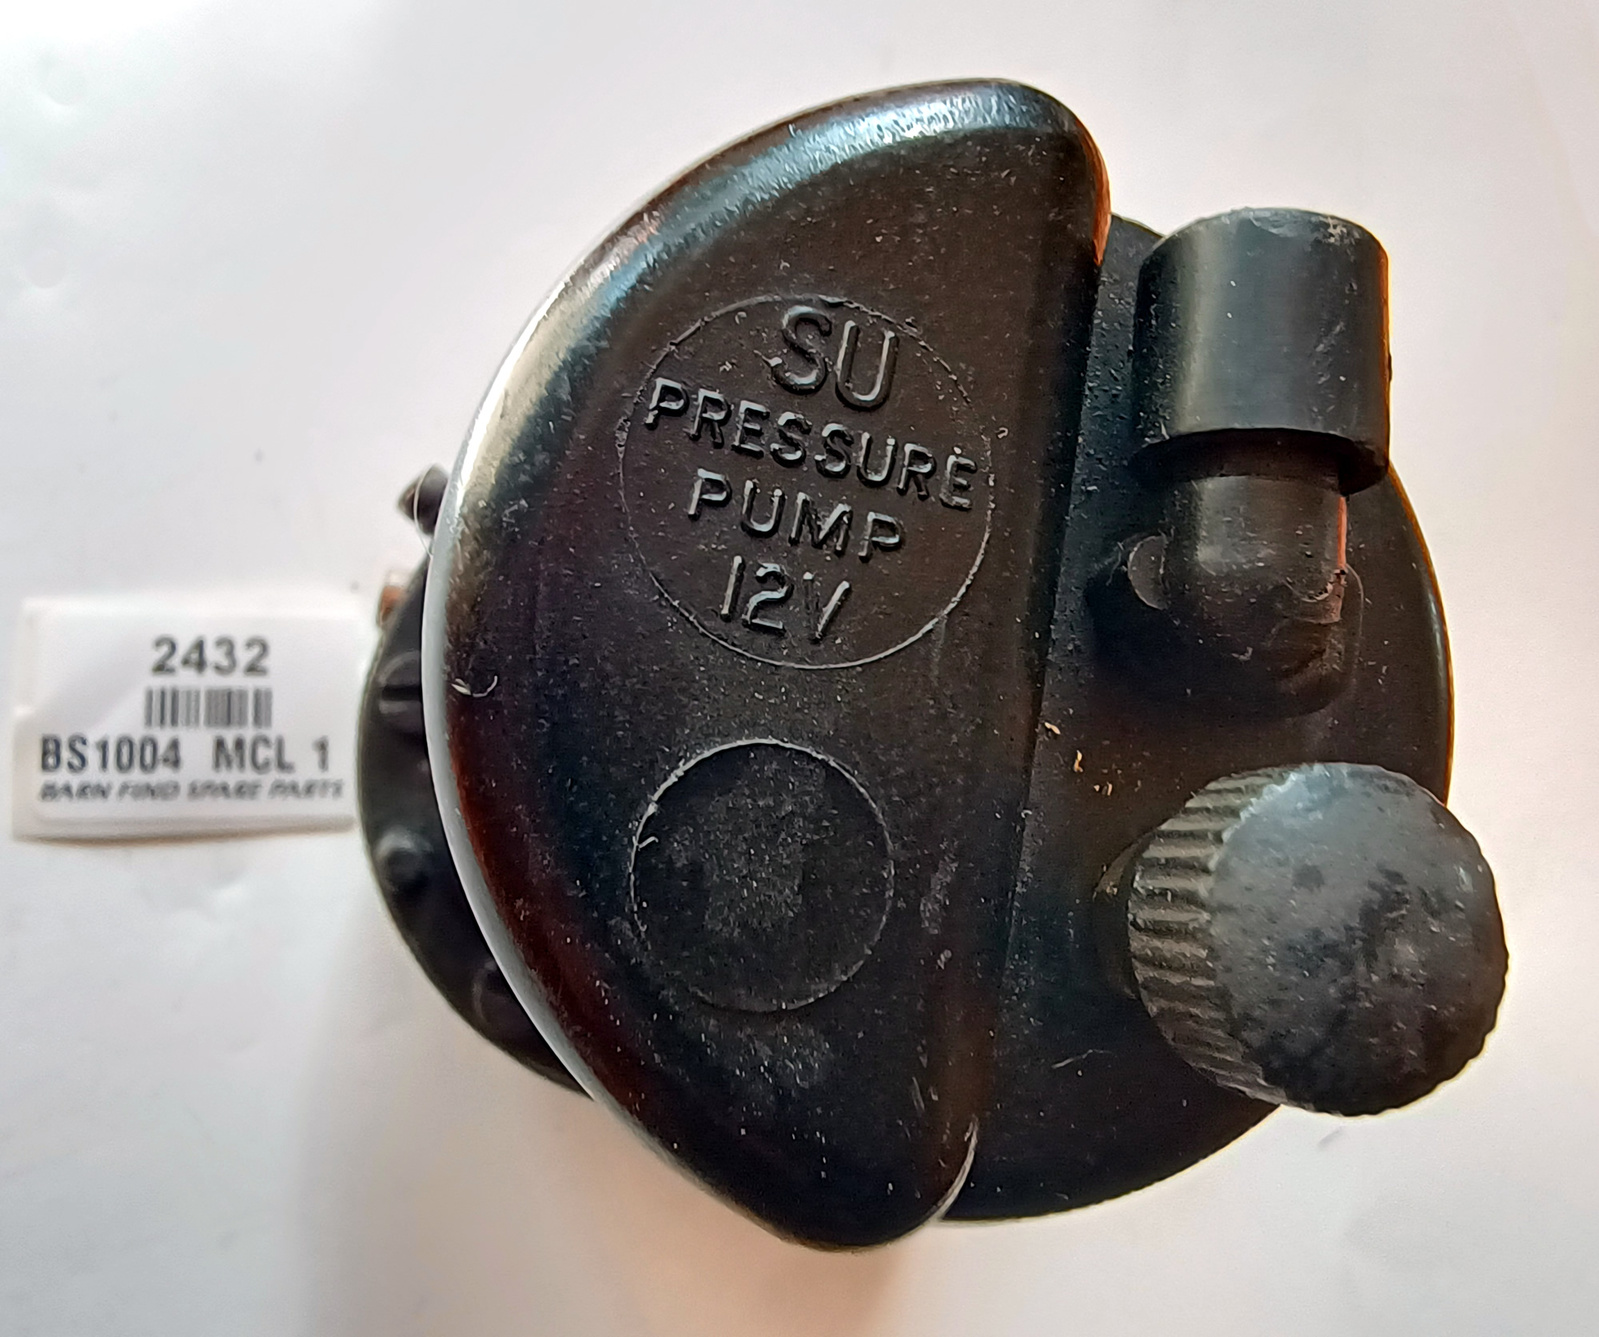 SU
PRESSURE
PUMP
12V
2432
BS1004 MCL 1
BARN FIND SPARE PARTS